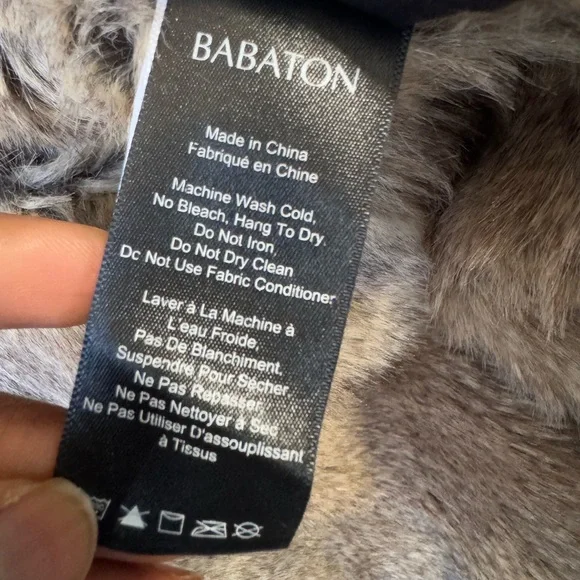 BABATON
Made in China
Fabriqué en Chine
Machine Wash Cold,
No Bleach, Hang To Dry,
Do Not Iron,
Do Not Dry Clean
Do Not Use Fabric Conditioner
Laver à La Machine à
L'eau Froide,
Pas De Blanchiment,
Suspendre Pour Sécher,
Ne Pas Repasser,
Ne Pas Nettoyer à Sec
Ne Pas Utiliser D'assouplissant
à Tissus